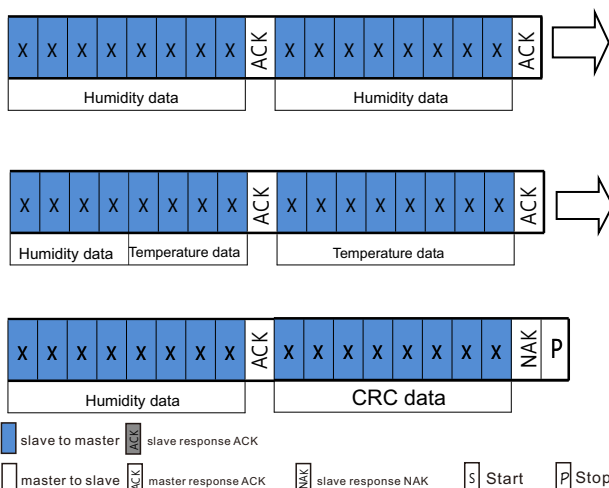 X X X X X X X X ACK X X X X X X X X ACK
Humidity data Humidity data
X X X X X X X X ACK X X X X X X X X ACK
Humidity data Temperature data Temperature data
X X X X X X X X ACK X X X X X X X X NAK P
Humidity data CRC data
slave to master ACK slave response ACK
master to slave ACK master response ACK NAK slave response NAK S Start P Stop